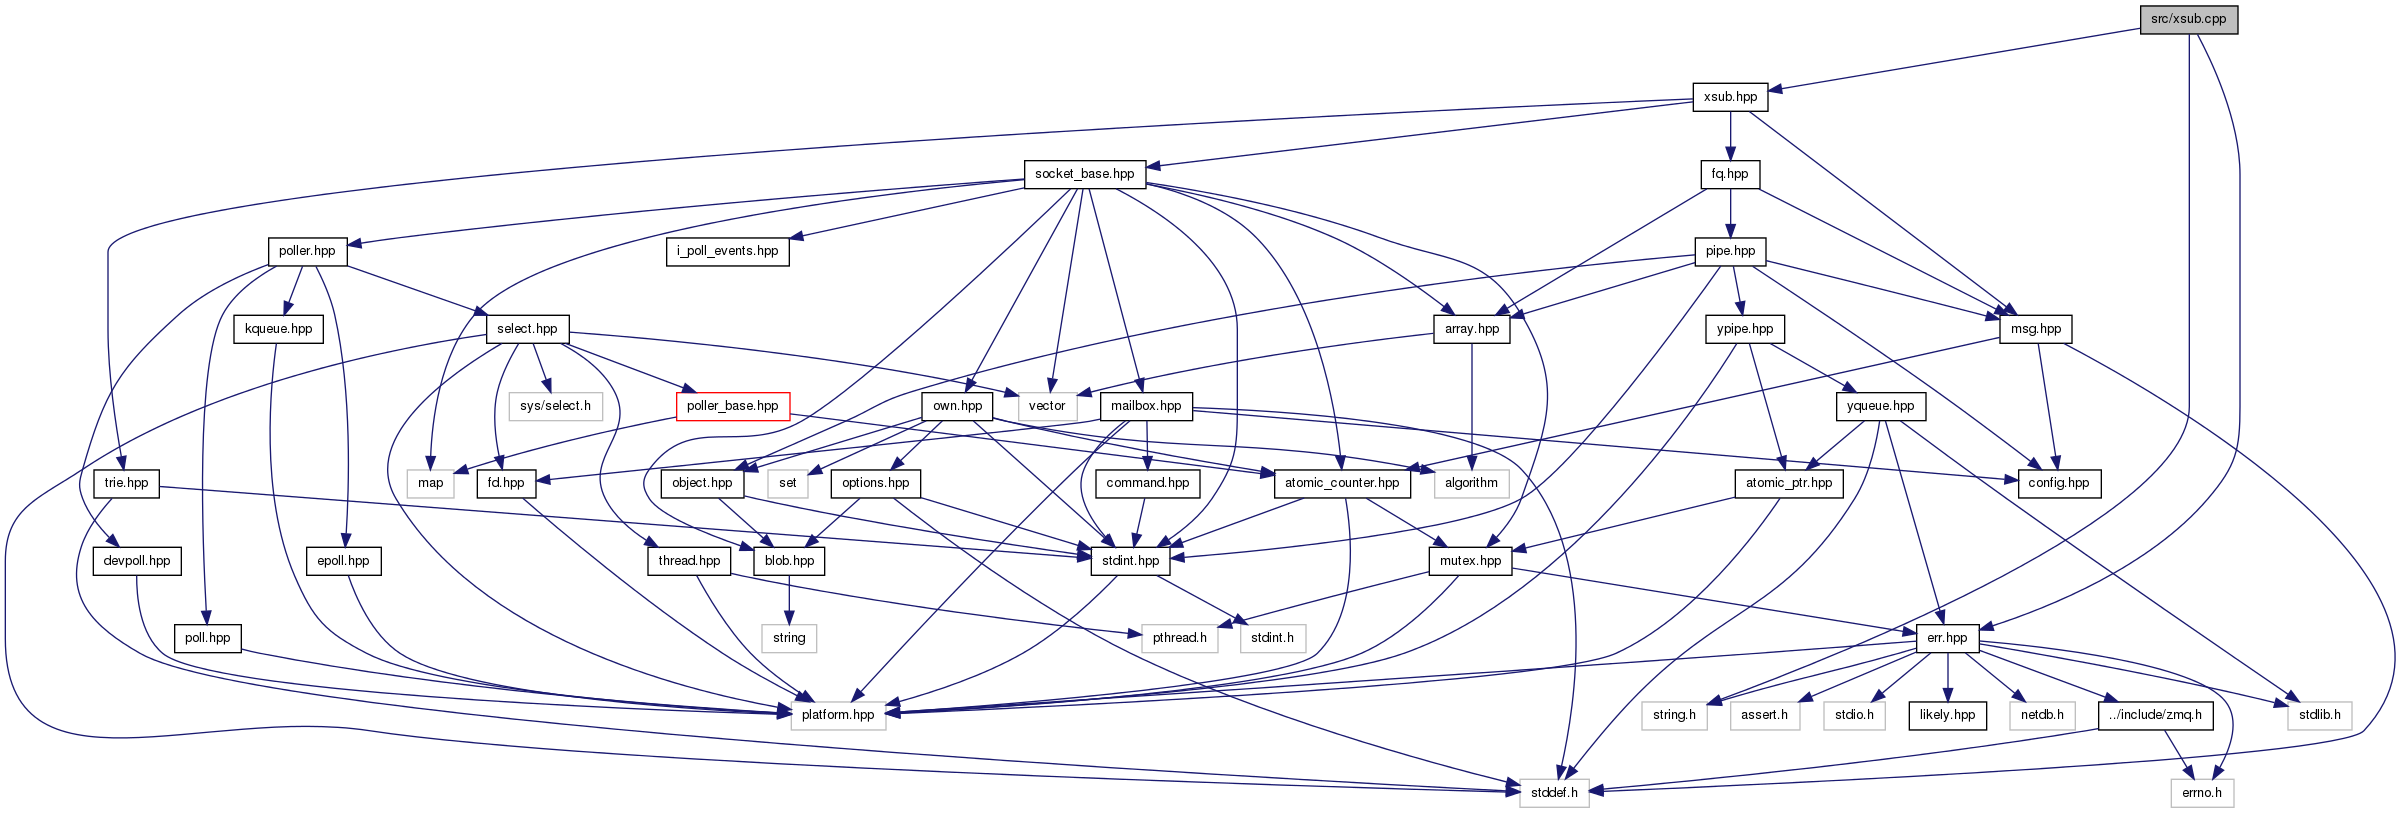 src/xsub.cpp
xsub.hpp
socket_base.hpp
fq.hpp
poller.hpp
i_poll_events.hpp
pipe.hpp
kqueue.hpp
select.hpp
array.hpp
ypipe.hpp
msg.hpp
sys/select.h
poller_base.hpp
own.hpp
vector
mailbox.hpp
yqueue.hpp
trie.hpp
map
fd.hpp
object.hpp
set
options.hpp
command.hpp
atomic_counter.hpp
algorithm
atomic_ptr.hpp
config.hpp
devpoll.hpp
epoll.hpp
thread.hpp
blob.hpp
stdint.hpp
mutex.hpp
poll.hpp
string
pthread.h
stdint.h
err.hpp
platform.hpp
string.h
assert.h
stdio.h
likely.hpp
netdb.h
../include/zmq.h
stdlib.h
stddef.h
errno.h